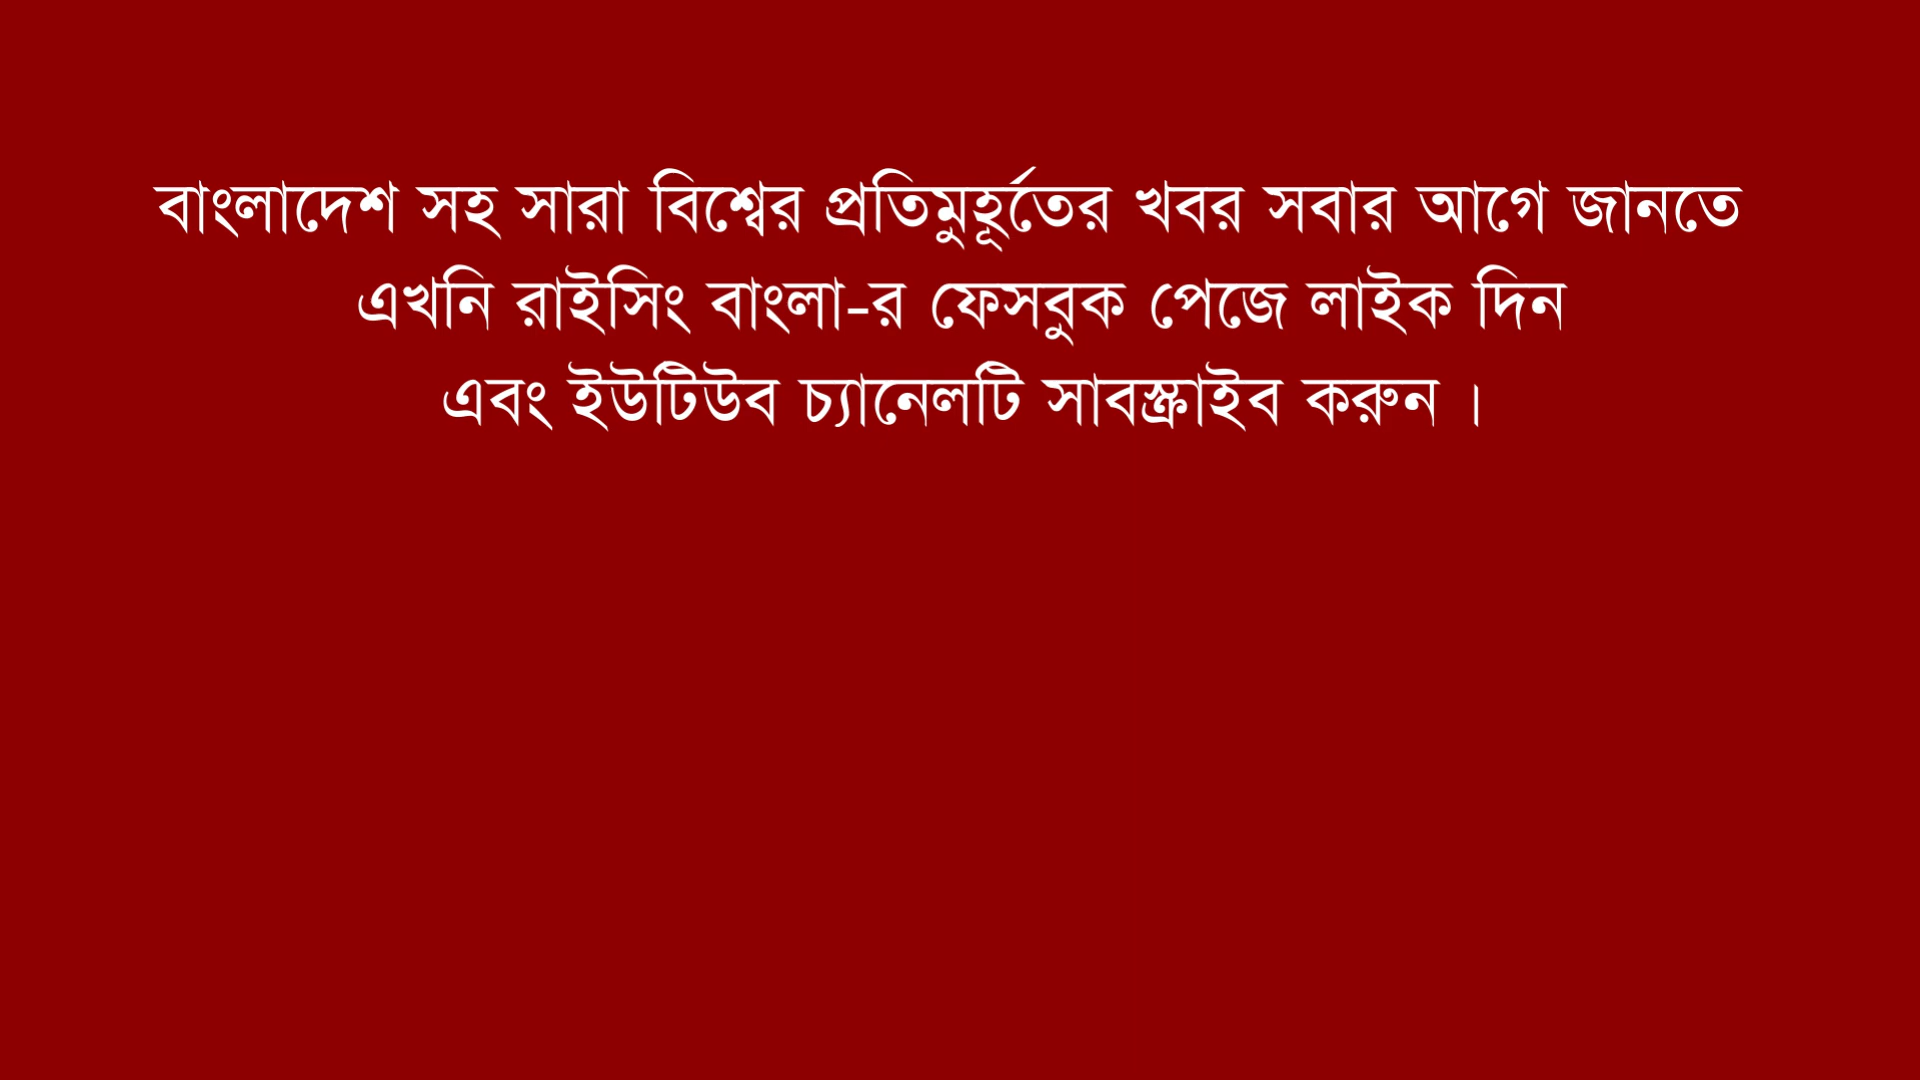 বাংলাদেশ সহ সারা বিশ্বের প্রতিমুহূর্তের খবর সবার আগে জানতে
এখনি রাইসিং বাংলা-র ফেসবুক পেজে লাইক দিন
এবং ইউটিউব চ্যানেলটি সাবস্ক্রাইব করুন ।